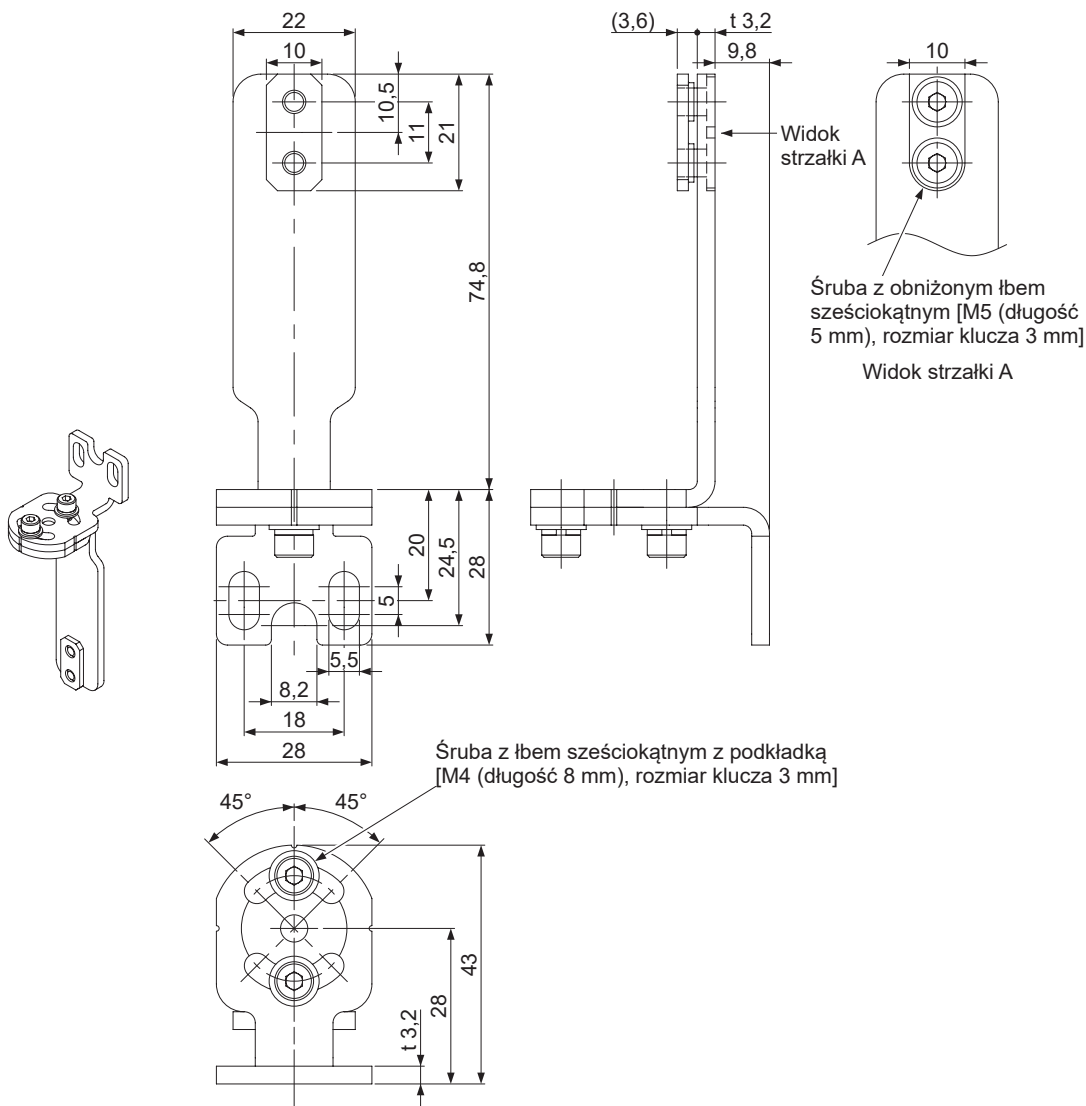 22
10
10,5
11
21
74,8
(3,6)
t 3,2
9,8
10
Widok
strzałki A
Śruba z obniżonym łbem
sześciokątnym [M5 (długość
5 mm), rozmiar klucza 3 mm]
Widok strzałki A
20
24,5
28
5
5,5
8,2
18
28
Śruba z łbem sześciokątnym z podkładką
[M4 (długość 8 mm), rozmiar klucza 3 mm]
45°
45°
43
28
t 3,2